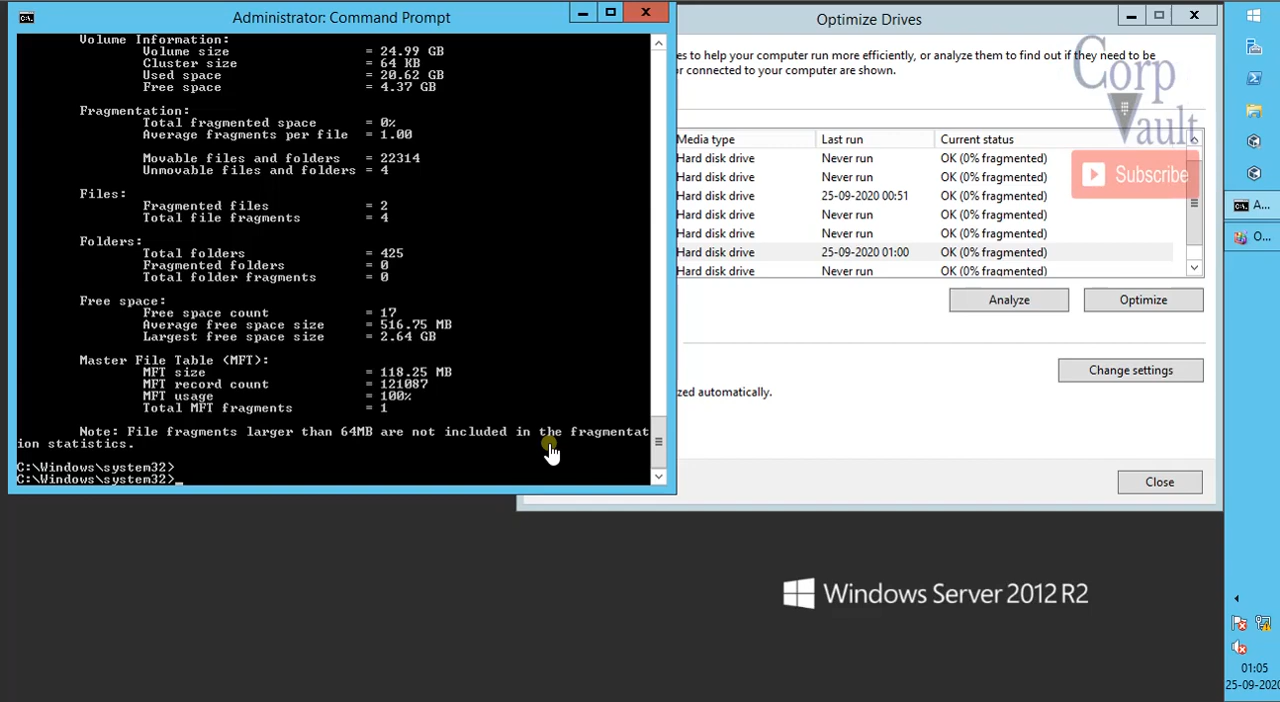 Administrator: Command Prompt
Volume Information:
Volume size = 24.99 GB
Cluster size = 64 KB
Used space = 20.62 GB
Free space = 4.37 GB
Fragmentation:
Total fragmented space = 0%
Average fragments per file = 1.00
Movable files and folders = 22314
Unmovable files and folders = 4
Files:
Fragmented files = 2
Total file fragments = 4
Folders:
Total folders = 425
Fragmented folders = 0
Total folder fragments = 0
Free space:
Free space count = 17
Average free space size = 516.75 MB
Largest free space size = 2.64 GB
Master File Table (MFT):
MFT size = 118.25 MB
MFT record count = 121087
MFT usage = 100%
Total MFT fragments = 1
Note: File fragments larger than 64MB are not included in the fragmentat
ion statistics.
C:\Windows\system32>
C:\Windows\system32>_
Optimize Drives
es to help your computer run more efficiently, or analyze them to find out if they need to be
or connected to your computer are shown.
Media type Last run Current status
Hard disk drive Never run OK (0% fragmented)
Hard disk drive Never run OK (0% fragmented)
Hard disk drive 25-09-2020 00:51 OK (0% fragmented)
Hard disk drive Never run OK (0% fragmented)
Hard disk drive Never run OK (0% fragmented)
Hard disk drive 25-09-2020 01:00 OK (0% fragmented)
Hard disk drive Never run OK (0% fragmented)
Analyze Optimize
Change settings
zed automatically.
Close
Corp
Vault
Subscribe
A...
O...
Windows Server 2012 R2
01:05
25-09-2020